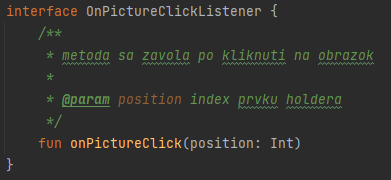 interface OnPictureClickListener {
/**
* metoda sa zavola po kliknuti na obrazok
*
* @param position index prvku holdera
*/
fun onPictureClick(position: Int)
}